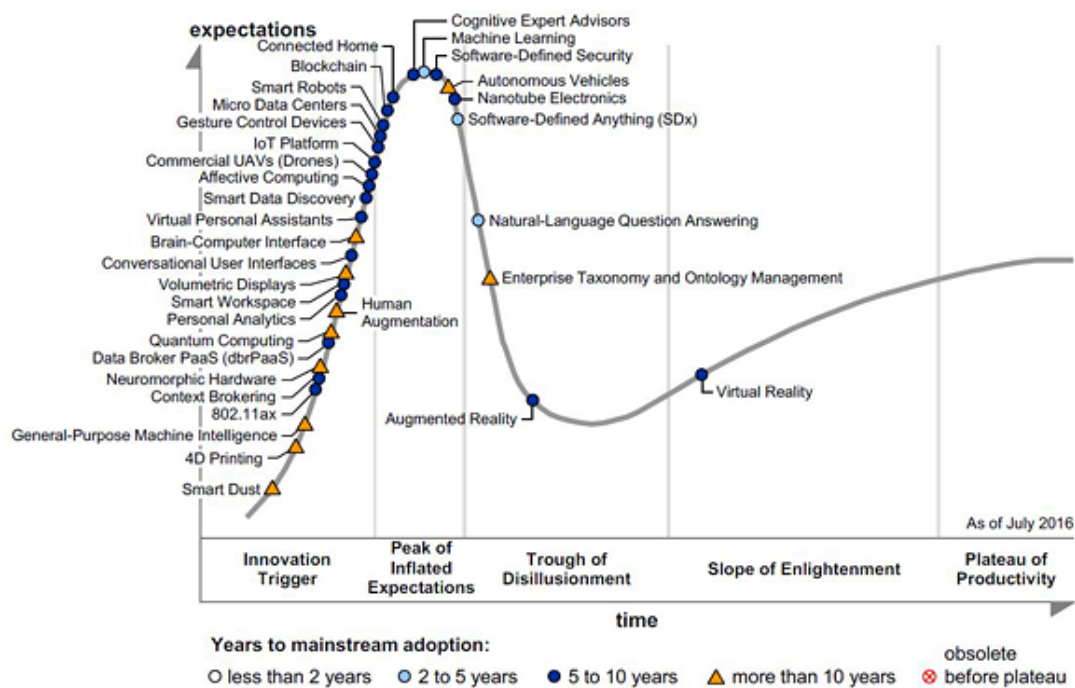 expectations
Cognitive Expert Advisors
Connected Home
Machine Learning
Software-Defined Security
Blockchain
Autonomous Vehicles
Smart Robots
Nanotube Electronics
Micro Data Centers
Gesture Control Devices
Software-Defined Anything (SDx)
IoT Platform
Commercial UAVs (Drones)
Affective Computing
Smart Data Discovery
Virtual Personal Assistants
Natural-Language Question Answering
Brain-Computer Interface
Conversational User Interfaces
Enterprise Taxonomy and Ontology Management
Volumetric Displays
Smart Workspace
Human
Augmentation
Personal Analytics
Quantum Computing
Data Broker PaaS (dbrPaaS)
Neuromorphic Hardware
Context Brokering
Virtual Reality
802.11ax
Augmented Reality
General-Purpose Machine Intelligence
4D Printing
Smart Dust
As of July 2016
Innovation
Trigger
Peak of
Inflated
Expectations
Trough of
Disillusionment
Slope of Enlightenment
Plateau of
Productivity
time
Years to mainstream adoption:
less than 2 years
2 to 5 years
5 to 10 years
more than 10 years
obsolete
before plateau